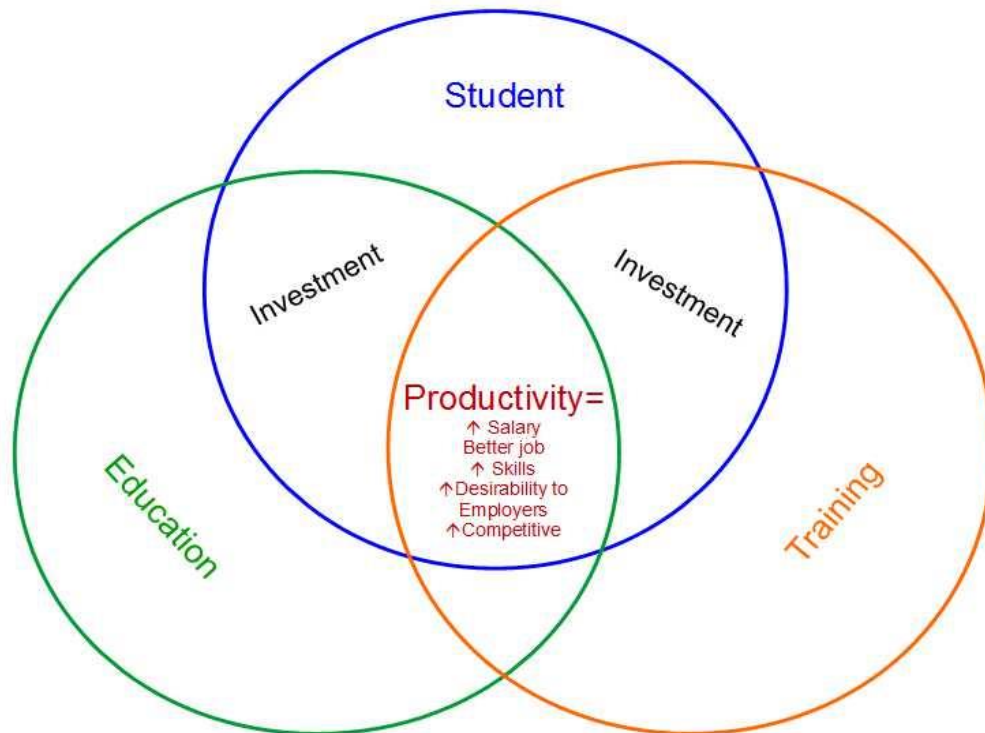 Student
Investment
Investment
Productivity=
↑ Salary
Better job
↑ Skills
↑Desirability to
Employers
↑Competitive
Education
Training